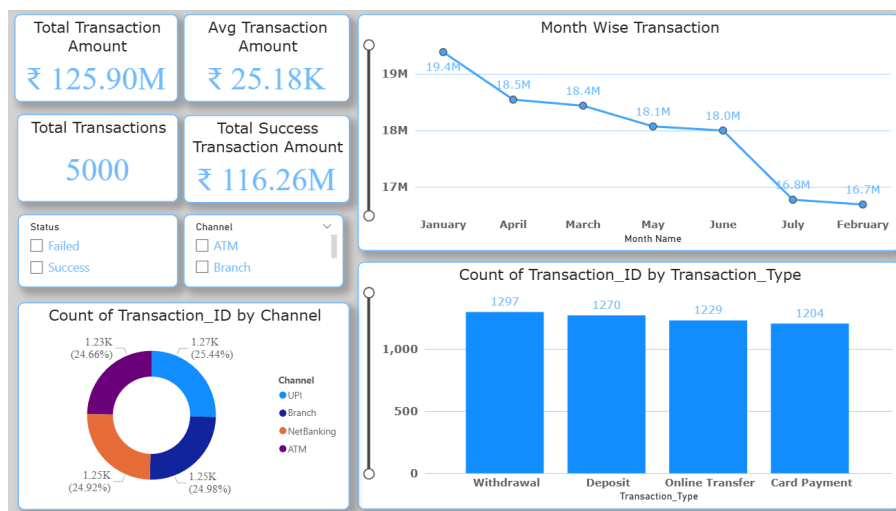 Total Transaction
Amount
₹ 125.90M
Avg Transaction
Amount
₹ 25.18K
Total Transactions
5000
Total Success
Transaction Amount
₹ 116.26M
Status
Failed
Success
Channel
ATM
Branch
Count of Transaction_ID by Channel
1.23K
(24.66%)
1.27K
(25.44%)
1.25K
(24.92%)
1.25K
(24.98%)
Channel
UPI
Branch
NetBanking
ATM
Month Wise Transaction
19M
18M
17M
19.4M
18.5M
18.4M
18.1M
18.0M
16.8M
16.7M
January
April
March
May
June
July
February
Month Name
Count of Transaction_ID by Transaction_Type
1,000
500
0
1297
1270
1229
1204
Withdrawal
Deposit
Online Transfer
Card Payment
Transaction_Type